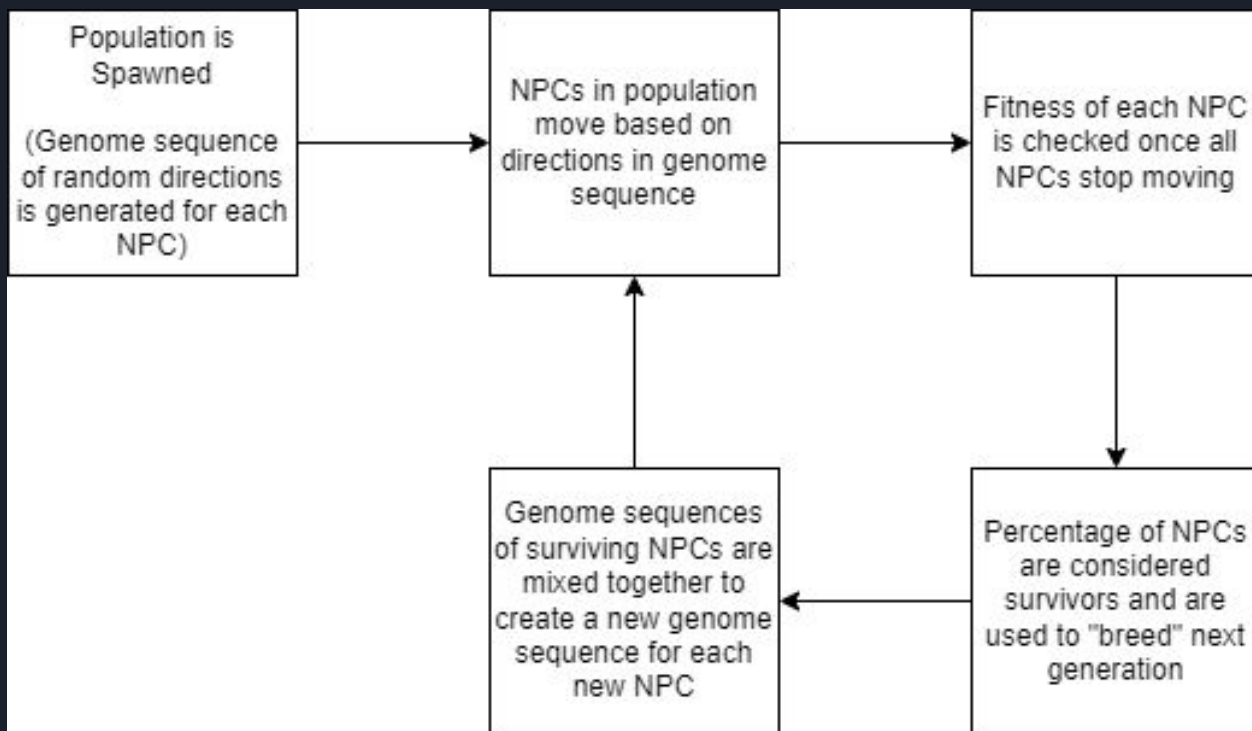 Population is
Spawned
(Genome sequence
of random directions
is generated for each
NPC)
NPCs in population
move based on
directions in genome
sequence
Fitness of each NPC
is checked once all
NPCs stop moving
Genome sequences
of surviving NPCs are
mixed together to
create a new genome
sequence for each
new NPC
Percentage of NPCs
are considered
survivors and are
used to "breed" next
generation